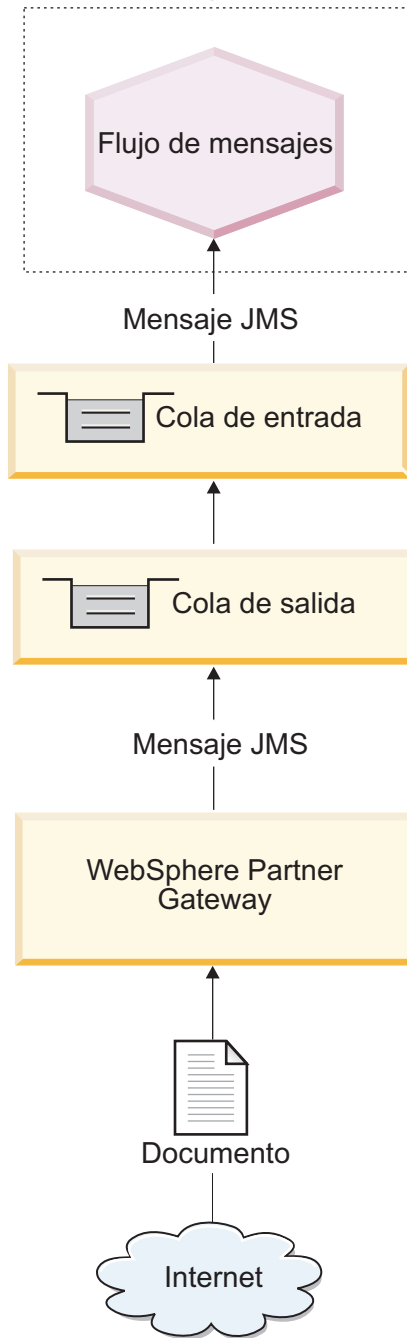 Flujo de mensajes
Mensaje JMS
Cola de entrada
Cola de salida
Mensaje JMS
WebSphere Partner
Gateway
Documento
Internet